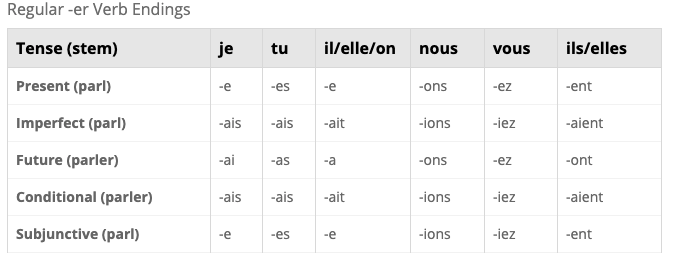 Regular -er Verb Endings
Tense (stem) je tu il/elle/on nous vous ils/elles
Present (parl) -e -es -e -ons -ez -ent
Imperfect (parl) -ais -ais -ait -ions -iez -aient
Future (parler) -ai -as -a -ons -ez -ont
Conditional (parler) -ais -ais -ait -ions -iez -aient
Subjunctive (parl) -e -es -e -ions -iez -ent